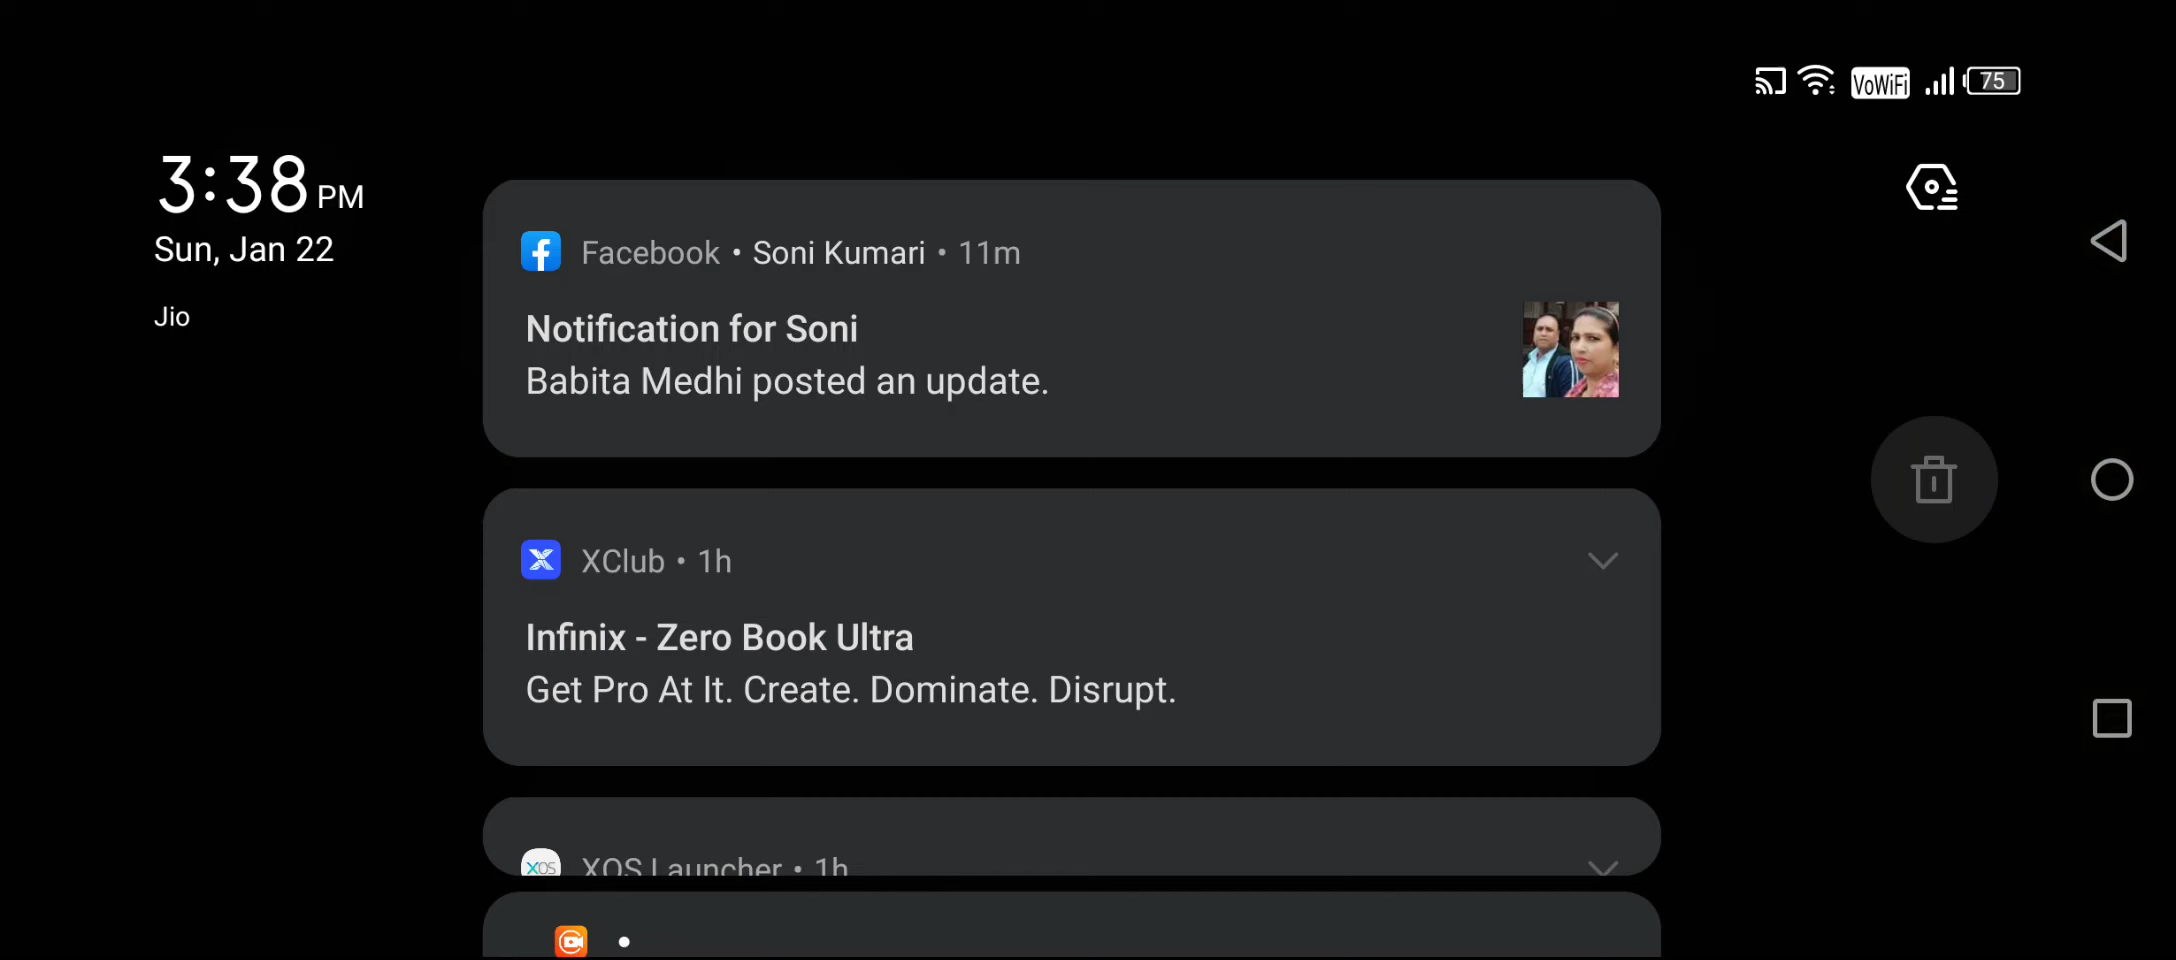 VoWiFi 75
3:38 PM
Sun, Jan 22
Jio
Facebook • Soni Kumari • 11m
Notification for Soni
Babita Medhi posted an update.
XClub • 1h
Infinix - Zero Book Ultra
Get Pro At It. Create. Dominate. Disrupt.
XOS XOS Launcher • 1h